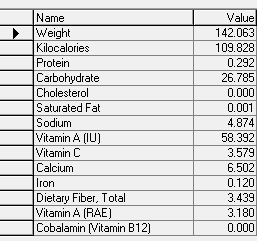 Name Value
Weight 142.063
Kilocalories 109.828
Protein 0.292
Carbohydrate 26.785
Cholesterol 0.000
Saturated Fat 0.001
Sodium 4.874
Vitamin A (IU) 58.392
Vitamin C 3.579
Calcium 6.502
Iron 0.120
Dietary Fiber, Total 3.439
Vitamin A (RAE) 3.180
Cobalamin (Vitamin B12) 0.000